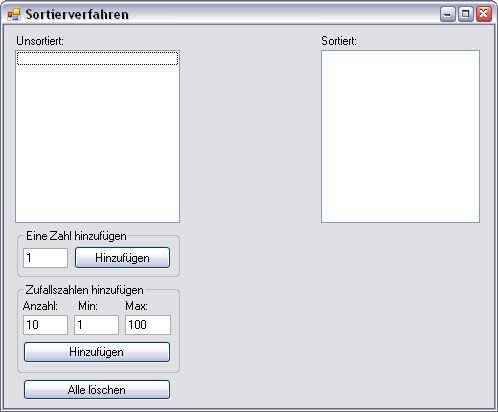 Sortierverfahren
Unsortiert:
Sortiert:
Eine Zahl hinzufügen
1
Hinzufügen
Zufallszahlen hinzufügen
Anzahl: Min: Max:
10 1 100
Hinzufügen
Alle löschen